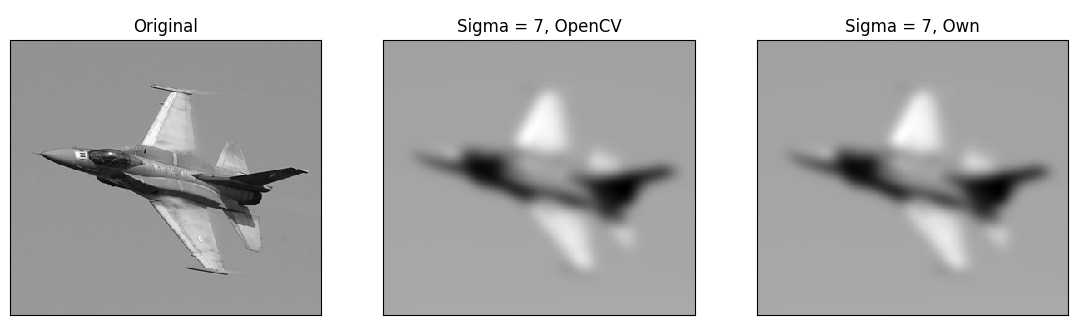 Original
Sigma = 7, OpenCV
Sigma = 7, Own